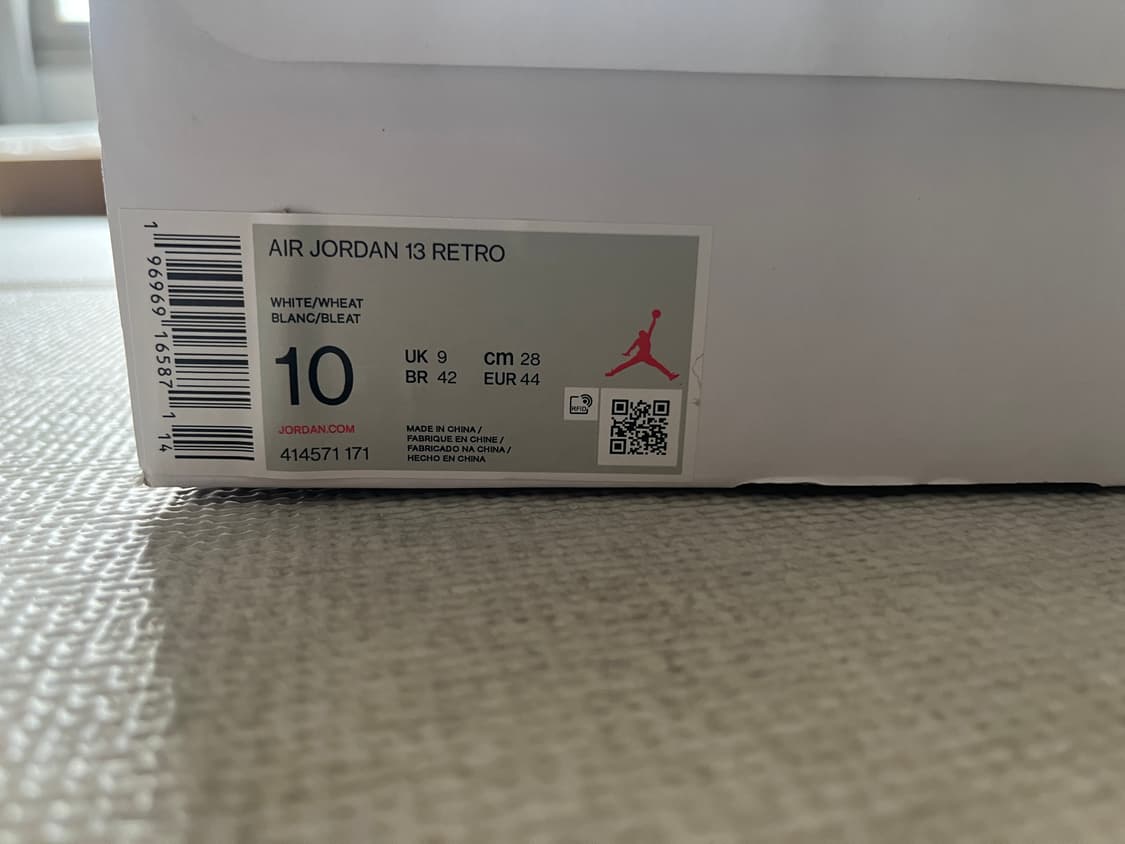 1 96969 16587 1 14
AIR JORDAN 13 RETRO
WHITE/WHEAT
BLANC/BLEAT
10
UK 9
cm 28
BR 42
EUR 44
RFID
JORDAN.COM
414571 171
MADE IN CHINA /
FABRIQUE EN CHINE /
FABRICADO NA CHINA /
HECHO EN CHINA